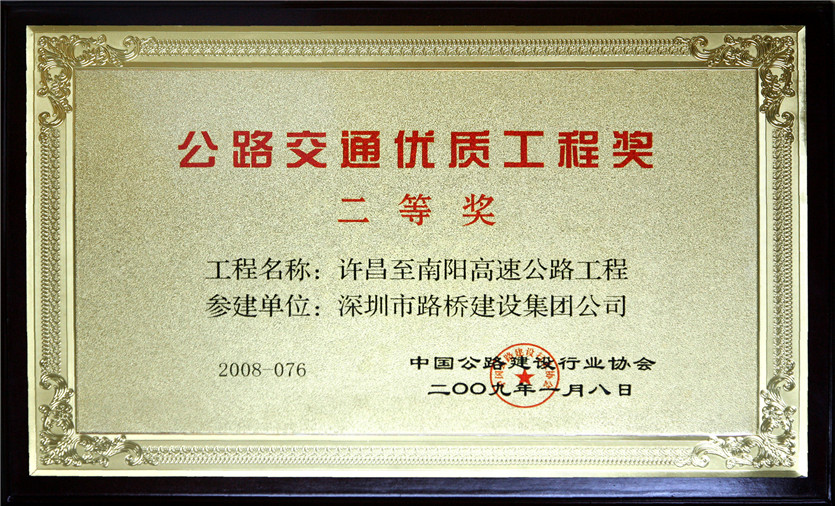 公路交通优质工程奖
二等奖
工程名称：许昌至南阳高速公路工程
参建单位：深圳市路桥建设集团公司
2008-076
中国公路建设行业协会
二〇〇九年一月八日